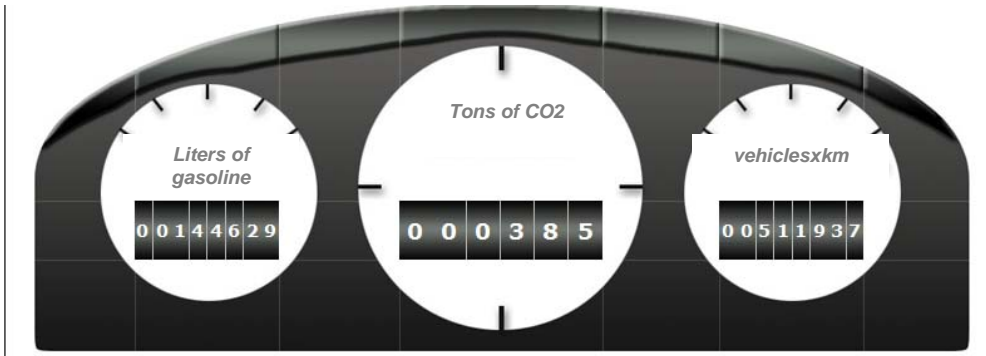 Liters of
gasoline
00144629
Tons of CO2
000385
vehiclesxkm
00511937